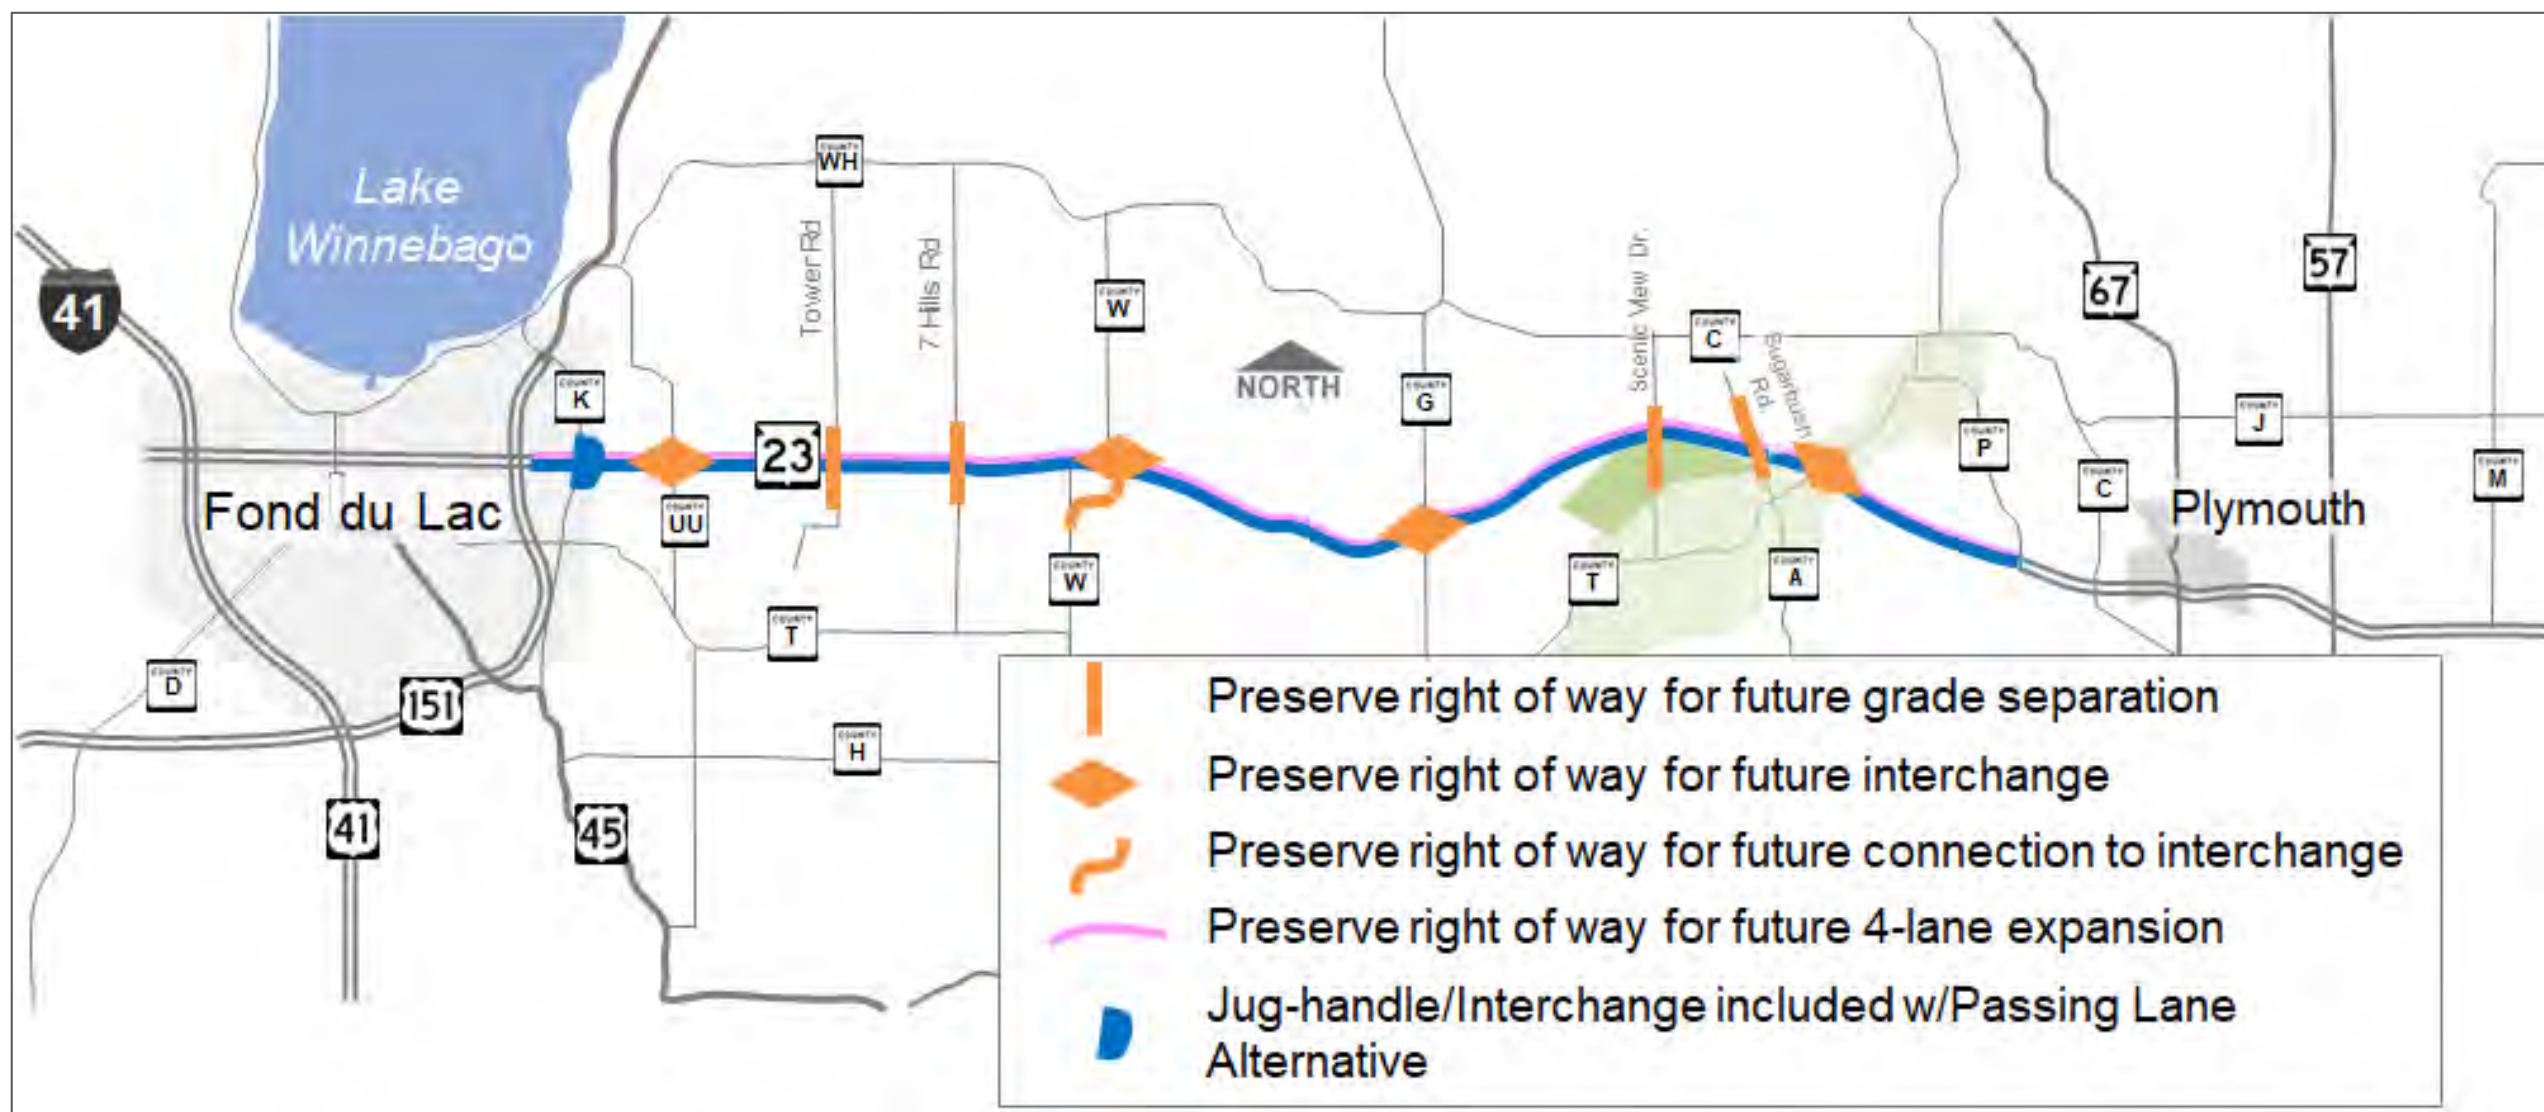 Lake
Winnebago
41
COUNTY
WH
Tower Rd
7 Hills Rd
COUNTY
W
NORTH
COUNTY
G
Scenic View Dr.
COUNTY
C
Sugarbush
Rd.
67
57
COUNTY
K
23
COUNTY
P
COUNTY
J
COUNTY
C
COUNTY
M
Fond du Lac
Plymouth
COUNTY
UU
COUNTY
W
COUNTY
T
COUNTY
A
COUNTY
T
COUNTY
D
151
COUNTY
H
41
45
Preserve right of way for future grade separation
Preserve right of way for future interchange
Preserve right of way for future connection to interchange
Preserve right of way for future 4-lane expansion
Jug-handle/Interchange included w/Passing Lane
Alternative